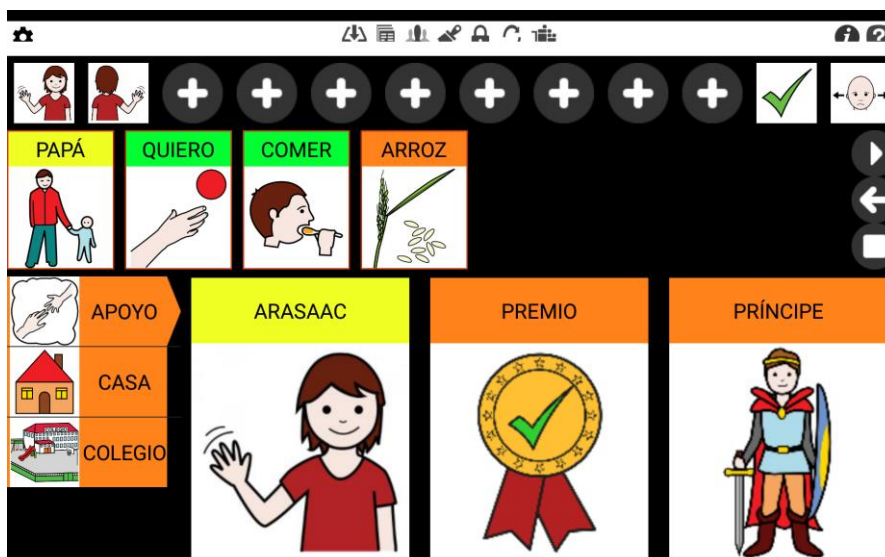 PAPÁ QUIERO COMER ARROZ
APOYO
CASA
COLEGIO
ARASAAC PREMIO PRÍNCIPE